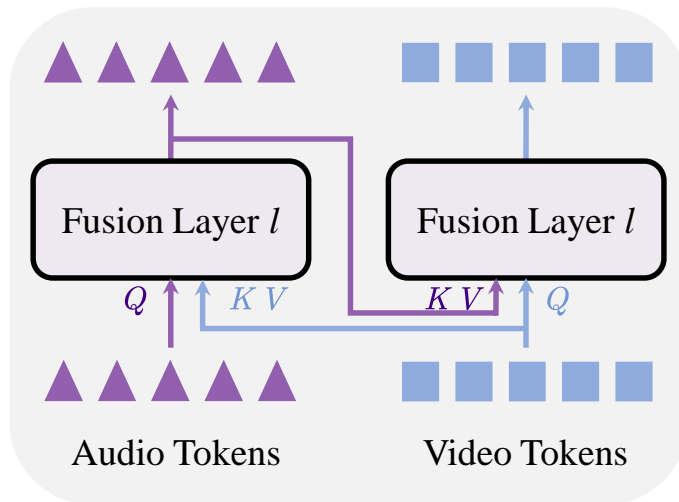 Fusion Layer l
Fusion Layer l
Q
K V
K V
Q
Audio Tokens
Video Tokens